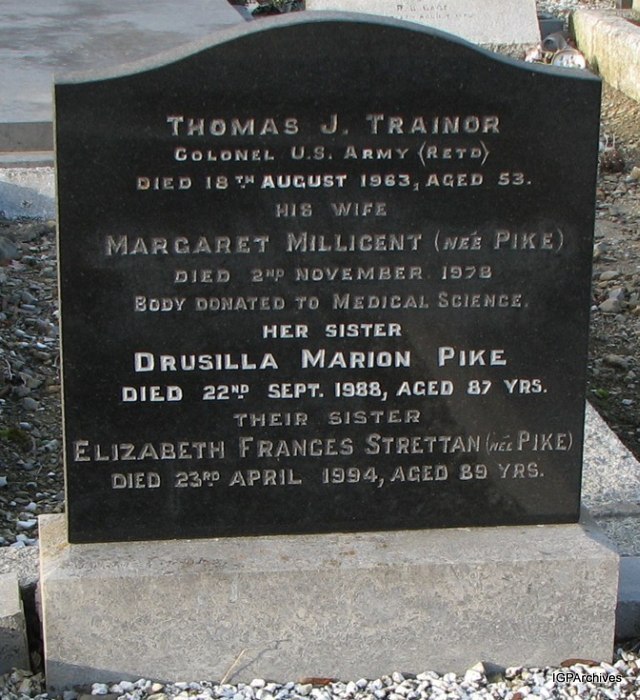 THOMAS J. TRAINOR
COLONEL U.S. ARMY (RETD)
DIED 18TH AUGUST 1963, AGED 53.
HIS WIFE
MARGARET MILLICENT (NÉE PIKE)
DIED 2ND NOVEMBER 1978
BODY DONATED TO MEDICAL SCIENCE.
HER SISTER
DRUSILLA MARION PIKE
DIED 22ND SEPT. 1988, AGED 87 YRS.
THEIR SISTER
ELIZABETH FRANCES STRETTAN (NÉE PIKE)
DIED 23RD APRIL 1994, AGED 89 YRS.
IGPArchives